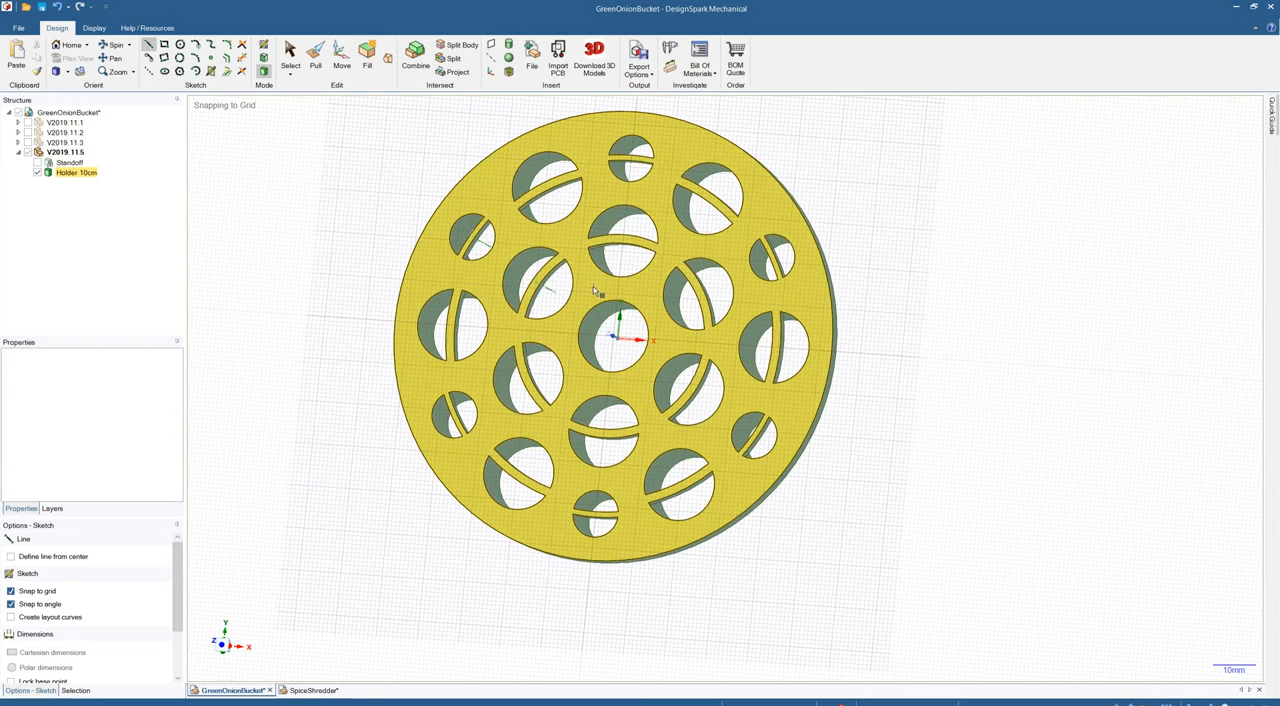 GreenOnionBucket - DesignSpark Mechanical
File Design Display Help / Resources
Home Spin
Plan View Pan
Zoom
Paste
Select Pull Move Fill
Combine
Split Body
Split
Project
File Import PCB Download 3D Models
Export Options
Bill Of Materials
BOM Quote
Clipboard Orient Sketch Mode Edit Intersect Insert Output Investigate Order
Structure
GreenOnionBucket*
V2019.11.1
V2019.11.2
V2019.11.3
V2019.11.5
Standoff
Holder 10cm
Snapping to Grid
Quick Guide
X
Properties
Properties Layers
Options - Sketch
Line
Define line from center
Sketch
Snap to grid
Snap to angle
Create layout curves
Dimensions
Cartesian dimensions
Polar dimensions
Lock base point
Y
Z
X
10mm
Options - Sketch Selection
GreenOnionBucket* SpiceShredder*